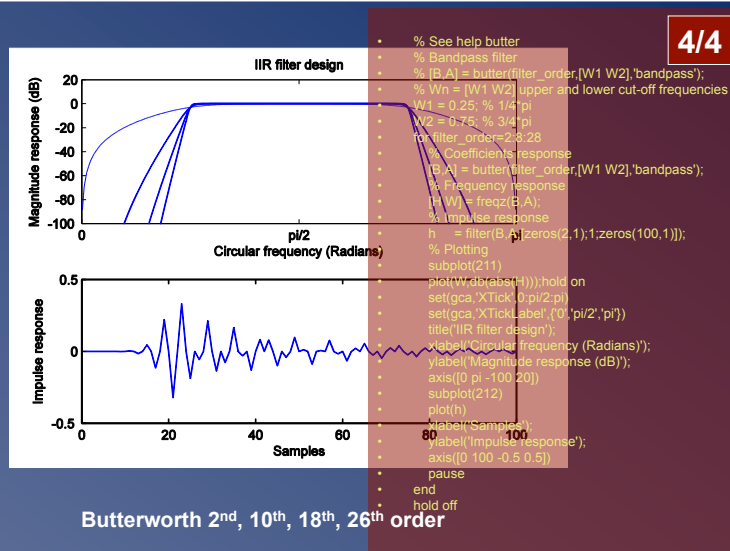 4/4
IIR filter design
Magnitude response (dB)
20
0
-20
-40
-60
-80
-100
0
pi/2
pi
Circular frequency (Radians)
Impulse response
0.5
0
-0.5
0
20
40
60
80
100
Samples
• % See help butter
• % Bandpass filter
• % [B,A] = butter(filter_order,[W1 W2],'bandpass');
• % Wn = [W1 W2] upper and lower cut-off frequencies
• W1 = 0.25; % 1/4*pi
• W2 = 0.75; % 3/4*pi
• for filter_order=2:8:28
• % Coefficients response
• [B,A] = butter(filter_order,[W1 W2],'bandpass');
• % Frequency response
• [H W] = freqz(B,A);
• % Impulse response
• h = filter(B,A,[zeros(2,1);1;zeros(100,1)]);
• % Plotting
• subplot(211)
• plot(W,db(abs(H)));hold on
• set(gca,'XTick',0:pi/2:pi)
• set(gca,'XTickLabel',{'0','pi/2','pi'})
• title('IIR filter design');
• xlabel('Circular frequency (Radians)');
• ylabel('Magnitude response (dB)');
• axis([0 pi -100 20])
• subplot(212)
• plot(h)
• xlabel('Samples');
• ylabel('Impulse response');
• axis([0 100 -0.5 0.5])
• pause
• end
• hold off
Butterworth 2nd, 10th, 18th, 26th order